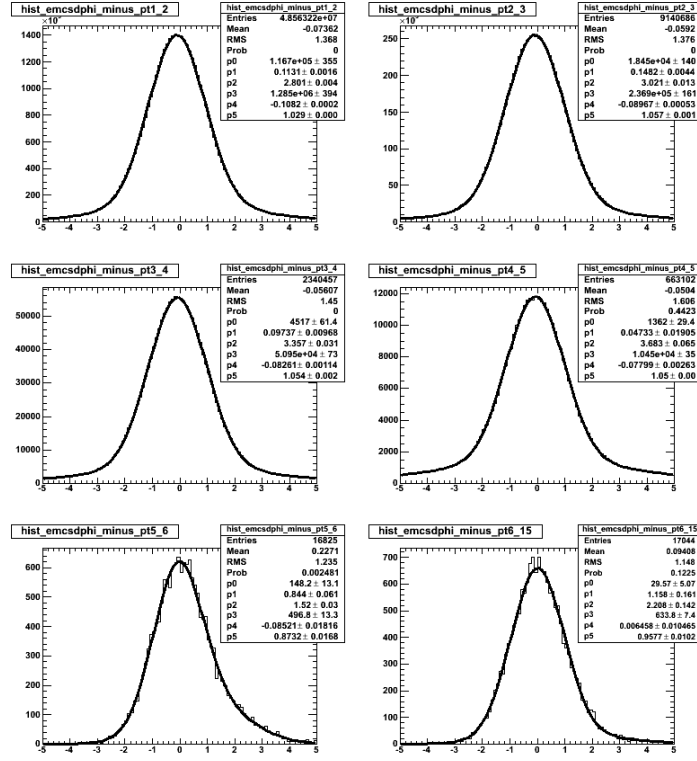 hist_emcsdphi_minus_pt1_2
×10³
hist_emcsdphi_minus_pt1_2
Entries 4.856322e+07
Mean -0.07362
RMS 1.368
Prob 0
p0 1.167e+05 ± 355
p1 0.1131 ± 0.0016
p2 2.801 ± 0.004
p3 1.285e+06 ± 394
p4 -0.1082 ± 0.0002
p5 1.029 ± 0.000
1400
1200
1000
800
600
400
200
0
-5 -4 -3 -2 -1 0 1 2 3 4 5
hist_emcsdphi_minus_pt2_3
×10³
hist_emcsdphi_minus_pt2_3
Entries 9140686
Mean -0.0592
RMS 1.376
Prob 0
p0 1.845e+04 ± 140
p1 0.1482 ± 0.0044
p2 3.021 ± 0.013
p3 2.369e+05 ± 161
p4 -0.08967 ± 0.00053
p5 1.057 ± 0.001
250
200
150
100
50
0
-5 -4 -3 -2 -1 0 1 2 3 4 5
hist_emcsdphi_minus_pt3_4
hist_emcsdphi_minus_pt3_4
Entries 2340457
Mean -0.05607
RMS 1.45
Prob 0
p0 4517 ± 61.4
p1 0.09737 ± 0.00968
p2 3.357 ± 0.031
p3 5.095e+04 ± 73
p4 -0.08261 ± 0.00114
p5 1.054 ± 0.002
50000
40000
30000
20000
10000
0
-5 -4 -3 -2 -1 0 1 2 3 4 5
hist_emcsdphi_minus_pt4_5
hist_emcsdphi_minus_pt4_5
Entries 663102
Mean -0.0504
RMS 1.606
Prob 0.4423
p0 1362 ± 29.4
p1 0.04733 ± 0.01905
p2 3.683 ± 0.065
p3 1.045e+04 ± 35
p4 -0.07799 ± 0.00263
p5 1.05 ± 0.00
12000
10000
8000
6000
4000
2000
0
-5 -4 -3 -2 -1 0 1 2 3 4 5
hist_emcsdphi_minus_pt5_6
hist_emcsdphi_minus_pt5_6
Entries 16825
Mean 0.2271
RMS 1.235
Prob 0.002481
p0 148.2 ± 13.1
p1 0.844 ± 0.061
p2 1.52 ± 0.03
p3 496.8 ± 13.3
p4 -0.08521 ± 0.01816
p5 0.8732 ± 0.0168
600
500
400
300
200
100
0
-5 -4 -3 -2 -1 0 1 2 3 4 5
hist_emcsdphi_minus_pt6_15
hist_emcsdphi_minus_pt6_15
Entries 17044
Mean 0.09408
RMS 1.148
Prob 0.1225
p0 29.57 ± 5.07
p1 1.158 ± 0.161
p2 2.208 ± 0.142
p3 633.8 ± 7.4
p4 0.006458 ± 0.010465
p5 0.9577 ± 0.0102
700
600
500
400
300
200
100
0
-5 -4 -3 -2 -1 0 1 2 3 4 5